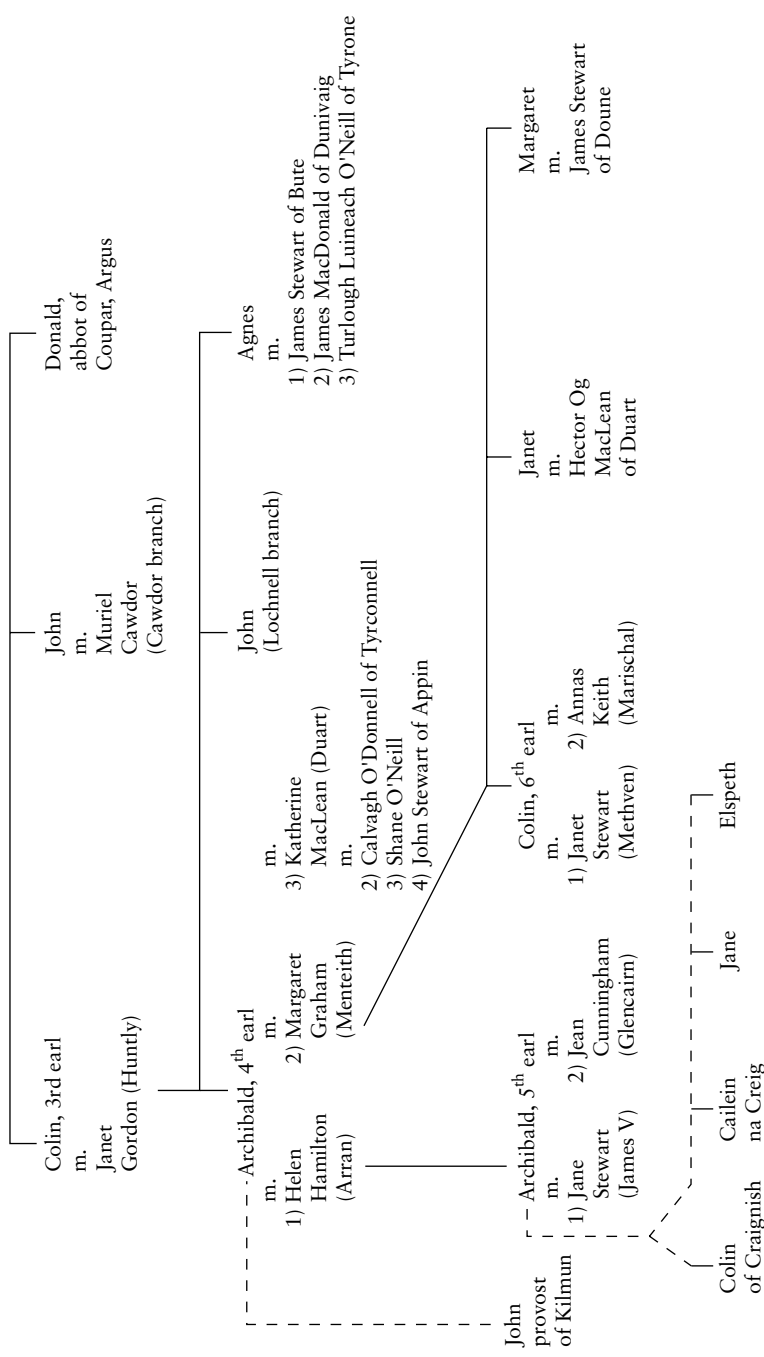 Colin, 3rd earl
m.
Janet
Gordon (Huntly)
John
m.
Muriel
Cawdor
(Cawdor branch)
Donald,
abbot of
Coupar, Argus
Archibald, 4th earl
m.
1) Helen
Hamilton
(Arran)
m.
2) Margaret
Graham
(Menteith)
m.
3) Katherine
MacLean (Duart)
m.
2) Calvagh O'Donnell of Tyrconnell
3) Shane O'Neill
4) John Stewart of Appin
John
(Lochnell branch)
Agnes
m.
1) James Stewart of Bute
2) James MacDonald of Dunivaig
3) Turlough Luineach O'Neill of Tyrone
John
provost
of Kilmun
Archibald, 5th earl
m.
1) Jane
Stewart
(James V)
m.
2) Jean
Cunningham
(Glencairn)
Colin, 6th earl
m.
1) Janet
Stewart
(Methven)
m.
2) Annas
Keith
(Marischal)
Janet
m.
Hector Og
MacLean
of Duart
Margaret
m.
James Stewart
of Doune
Colin
of Craignish
Cailein
na Creig
Jane
Elspeth